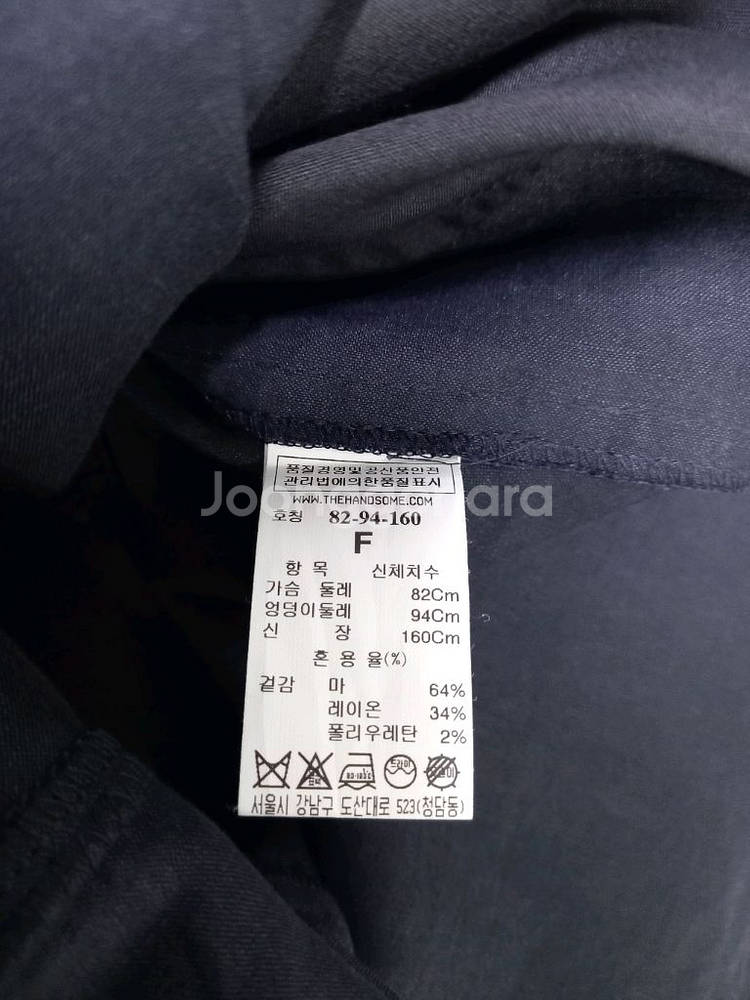 품질경영및공산품안전
관리법에의한품질표시
WWW.THEHANDSOME.COM
호칭 82-94-160
F
항 목 신체치수
가슴 둘레 82Cm
엉덩이둘레 94Cm
신 장 160Cm
혼 용 율(%)
겉감 마 64%
레이온 34%
폴리우레탄 2%
드라이
서울시 강남구 도산대로 523(청담동)